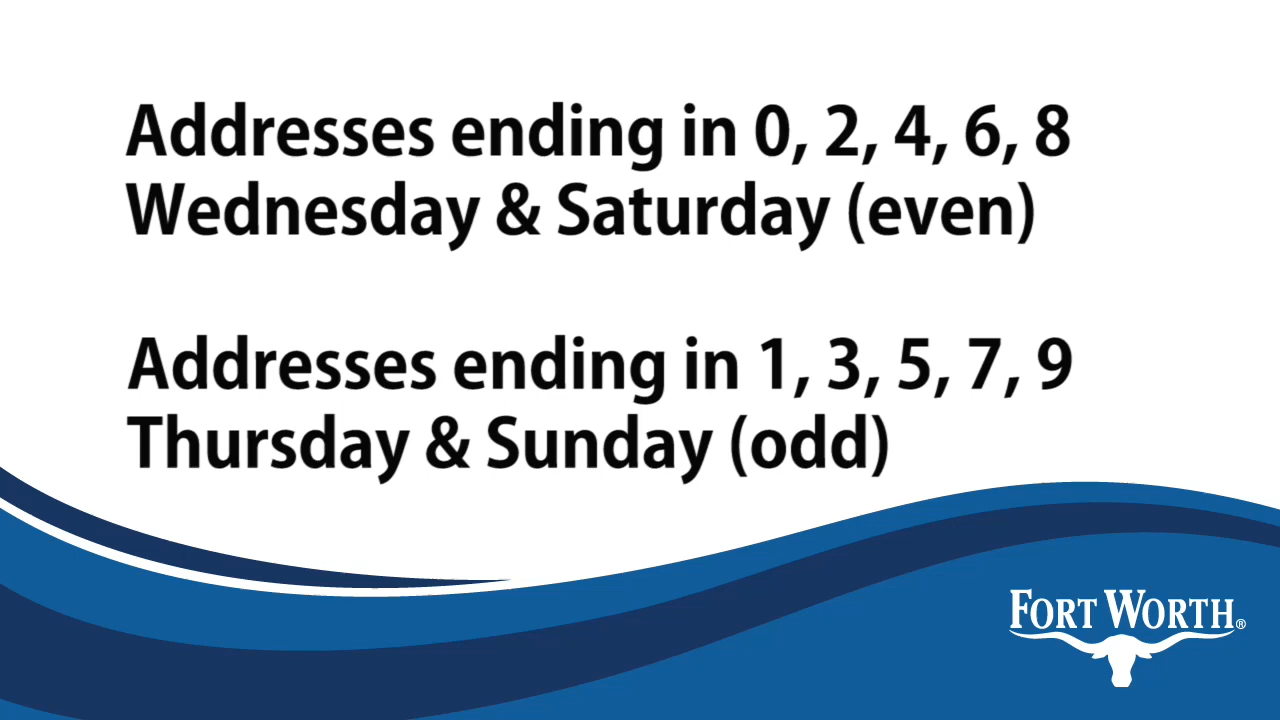 Addresses ending in 0, 2, 4, 6, 8
Wednesday & Saturday (even)
Addresses ending in 1, 3, 5, 7, 9
Thursday & Sunday (odd)
FORT WORTH®